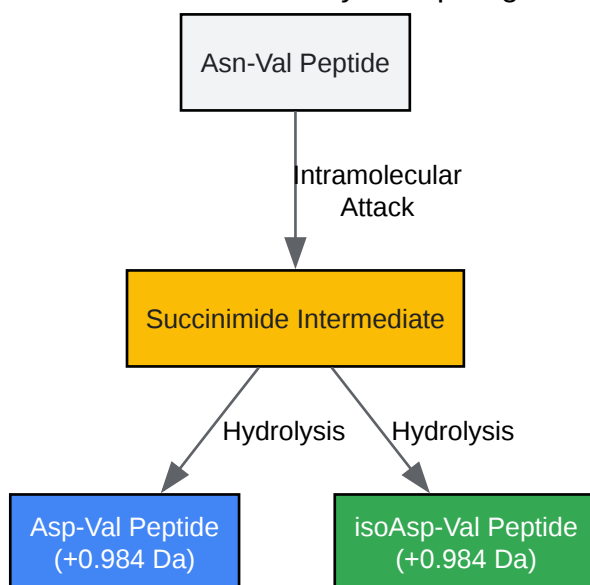 Asn-Val Peptide
Intramolecular
Attack
Succinimide Intermediate
Hydrolysis Hydrolysis
Asp-Val Peptide
(+0.984 Da)
isoAsp-Val Peptide
(+0.984 Da)